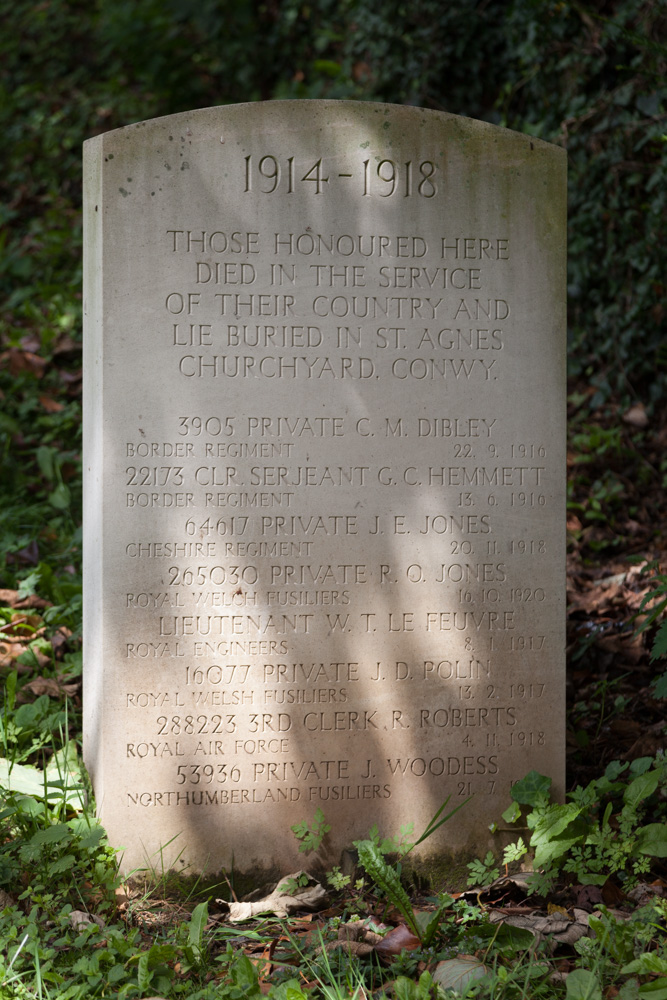 1914-1918
THOSE HONOURED HERE
DIED IN THE SERVICE
OF THEIR COUNTRY AND
LIE BURIED IN ST. AGNES
CHURCHYARD, CONWY.
3905 PRIVATE C. M. DIBLEY
BORDER REGIMENT 22. 9. 1916
22173 CLR. SERJEANT G. C. HEMMETT
BORDER REGIMENT 13. 6. 1916
64617 PRIVATE J. E. JONES
CHESHIRE REGIMENT 20. 11. 1918
265030 PRIVATE R. O. JONES
ROYAL WELCH FUSILIERS 16. 10. 1920
LIEUTENANT W. T. LE FEUVRE
ROYAL ENGINEERS 8. 1. 1917
16077 PRIVATE J. D. POLIN
ROYAL WELSH FUSILIERS 13. 2. 1917
288223 3RD CLERK R. ROBERTS
ROYAL AIR FORCE 4. 11. 1918
53936 PRIVATE J. WOODESS
NORTHUMBERLAND FUSILIERS 21. 7.